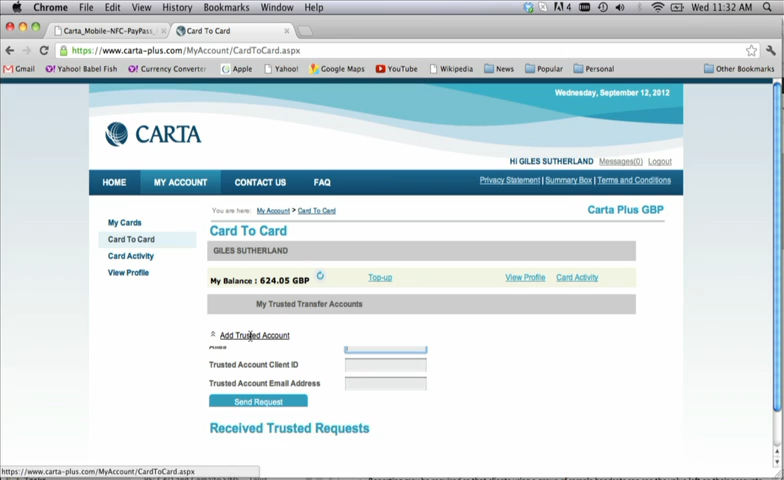 Chrome File Edit View History Bookmarks Window Help
4 Wed 11:32 AM
Carta_Mobile-NFC-PayPass_
Card To Card
https://www.carta-plus.com/MyAccount/CardToCard.aspx
Gmail Yahoo! Babel Fish Currency Converter Apple Yahoo! Google Maps YouTube Wikipedia News Popular Personal Other Bookmarks
Wednesday, September 12, 2012
CARTA
Hi GILES SUTHERLAND Messages(0) Logout
HOME MY ACCOUNT CONTACT US FAQ
Privacy Statement | Summary Box | Terms and Conditions
You are here: My Account > Card To Card
Carta Plus GBP
My Cards
Card To Card
Card Activity
View Profile
Card To Card
GILES SUTHERLAND
My Balance : 624.05 GBP Top-up View Profile Card Activity
My Trusted Transfer Accounts
Add Trusted Account
Alias
Trusted Account Client ID
Trusted Account Email Address
Send Request
Received Trusted Requests
https://www.carta-plus.com/MyAccount/CardToCard.aspx